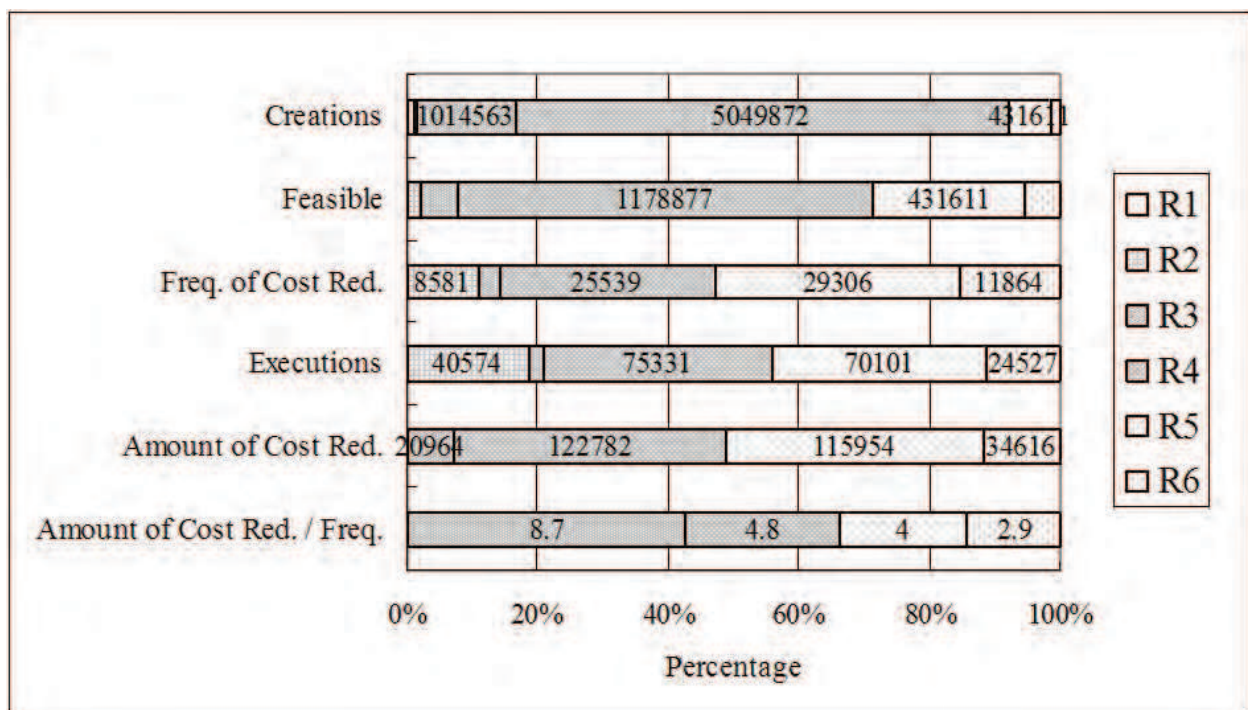 Creations 1014563 5049872 431611
Feasible 1178877 431611
Freq. of Cost Red. 8581 25539 29306 11864
Executions 40574 75331 70101 24527
Amount of Cost Red. 20964 122782 115954 34616
Amount of Cost Red. / Freq. 8.7 4.8 4 2.9
0% 20% 40% 60% 80% 100%
Percentage
R1
R2
R3
R4
R5
R6